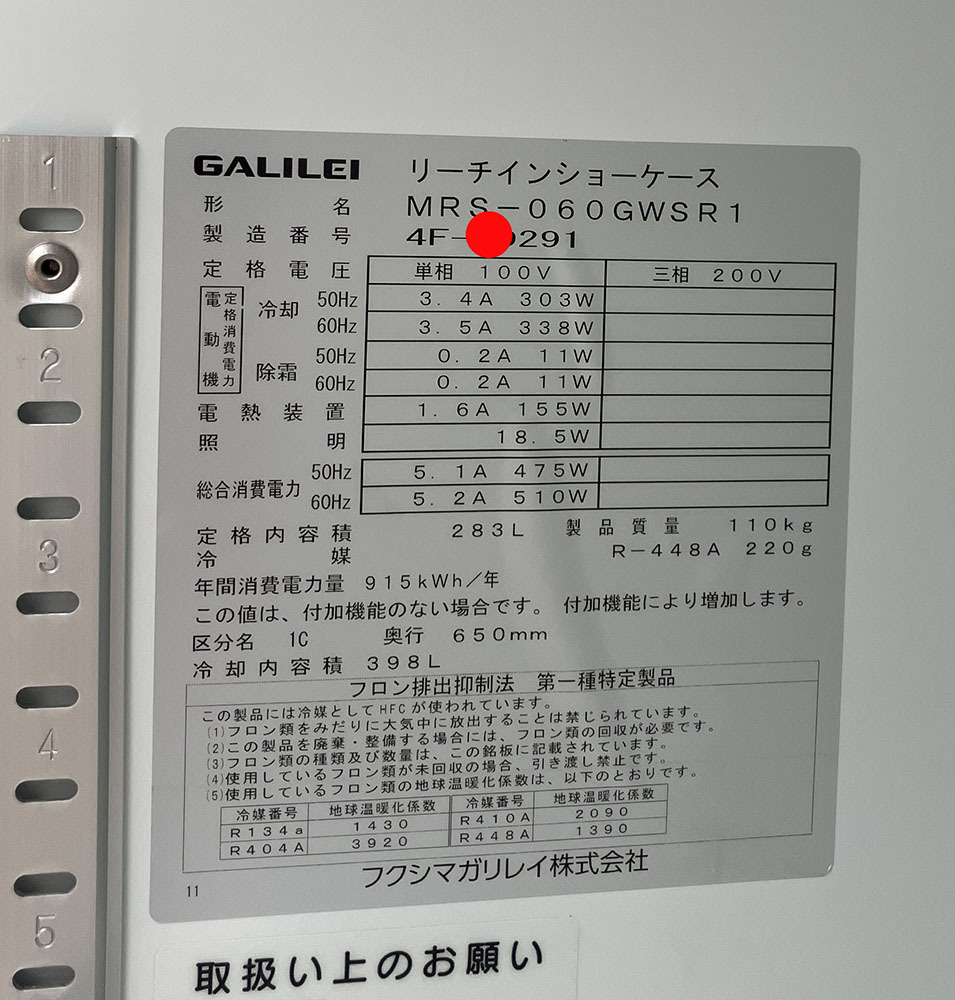 GALILEI リーチインショーケース
形名 MRS-060GWSR1
製造番号 4F- 0291
定格電圧 単相 100V 三相 200V
電動機 定格消費電力 冷却 50Hz 3.4A 303W
60Hz 3.5A 338W
除霜 50Hz 0.2A 11W
60Hz 0.2A 11W
電熱装置 1.6A 155W
照明 18.5W
総合消費電力 50Hz 5.1A 475W
60Hz 5.2A 510W
定格内容積 283L 製品質量 110kg
冷媒 R-448A 220g
年間消費電力量 915kWh/年
この値は、付加機能のない場合です。 付加機能により増加します。
区分名 1C 奥行 650mm
冷却内容積 398L
フロン排出抑制法 第一種特定製品
この製品には冷媒としてHFCが使われています。
(1)フロン類をみだりに大気中に放出することは禁じられています。
(2)この製品を廃棄・整備する場合には、フロン類の回収が必要です。
(3)フロン類の種類及び数量は、この銘板に記載されています。
(4)使用しているフロン類が未回収の場合、引き渡し禁止です。
(5)使用しているフロン類の地球温暖化係数は、以下のとおりです。
冷媒番号 地球温暖化係数 冷媒番号 地球温暖化係数
R134a 1430 R410A 2090
R404A 3920 R448A 1390
フクシマガリレイ株式会社
11
取扱い上のお願い
1
2
3
4
5